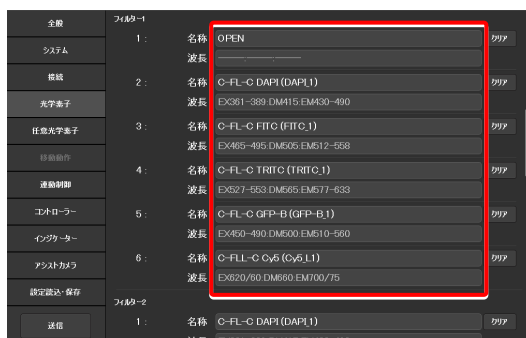 全般
システム
接続
光学素子
任意光学素子
移動動作
連動制御
コントローラー
インジケーター
アシストカメラ
設定読込・保存
送信
フィルター1
1 : 名称 OPEN クリア
波長 ------,------,------
2 : 名称 C-FL-C DAPI (DAPI_1) クリア
波長 EX361-389:DM415:EM430-490
3 : 名称 C-FL-C FITC (FITC_1) クリア
波長 EX465-495:DM505:EM512-558
4 : 名称 C-FL-C TRITC (TRITC_1) クリア
波長 EX527-553:DM565:EM577-633
5 : 名称 C-FL-C GFP-B (GFP-B_1) クリア
波長 EX450-490:DM500:EM510-560
6 : 名称 C-FLL-C Cy5 (Cy5_L1) クリア
波長 EX620/60:DM660:EM700/75
フィルター2
1 : 名称 C-FL-C DAPI (DAPI_1) クリア